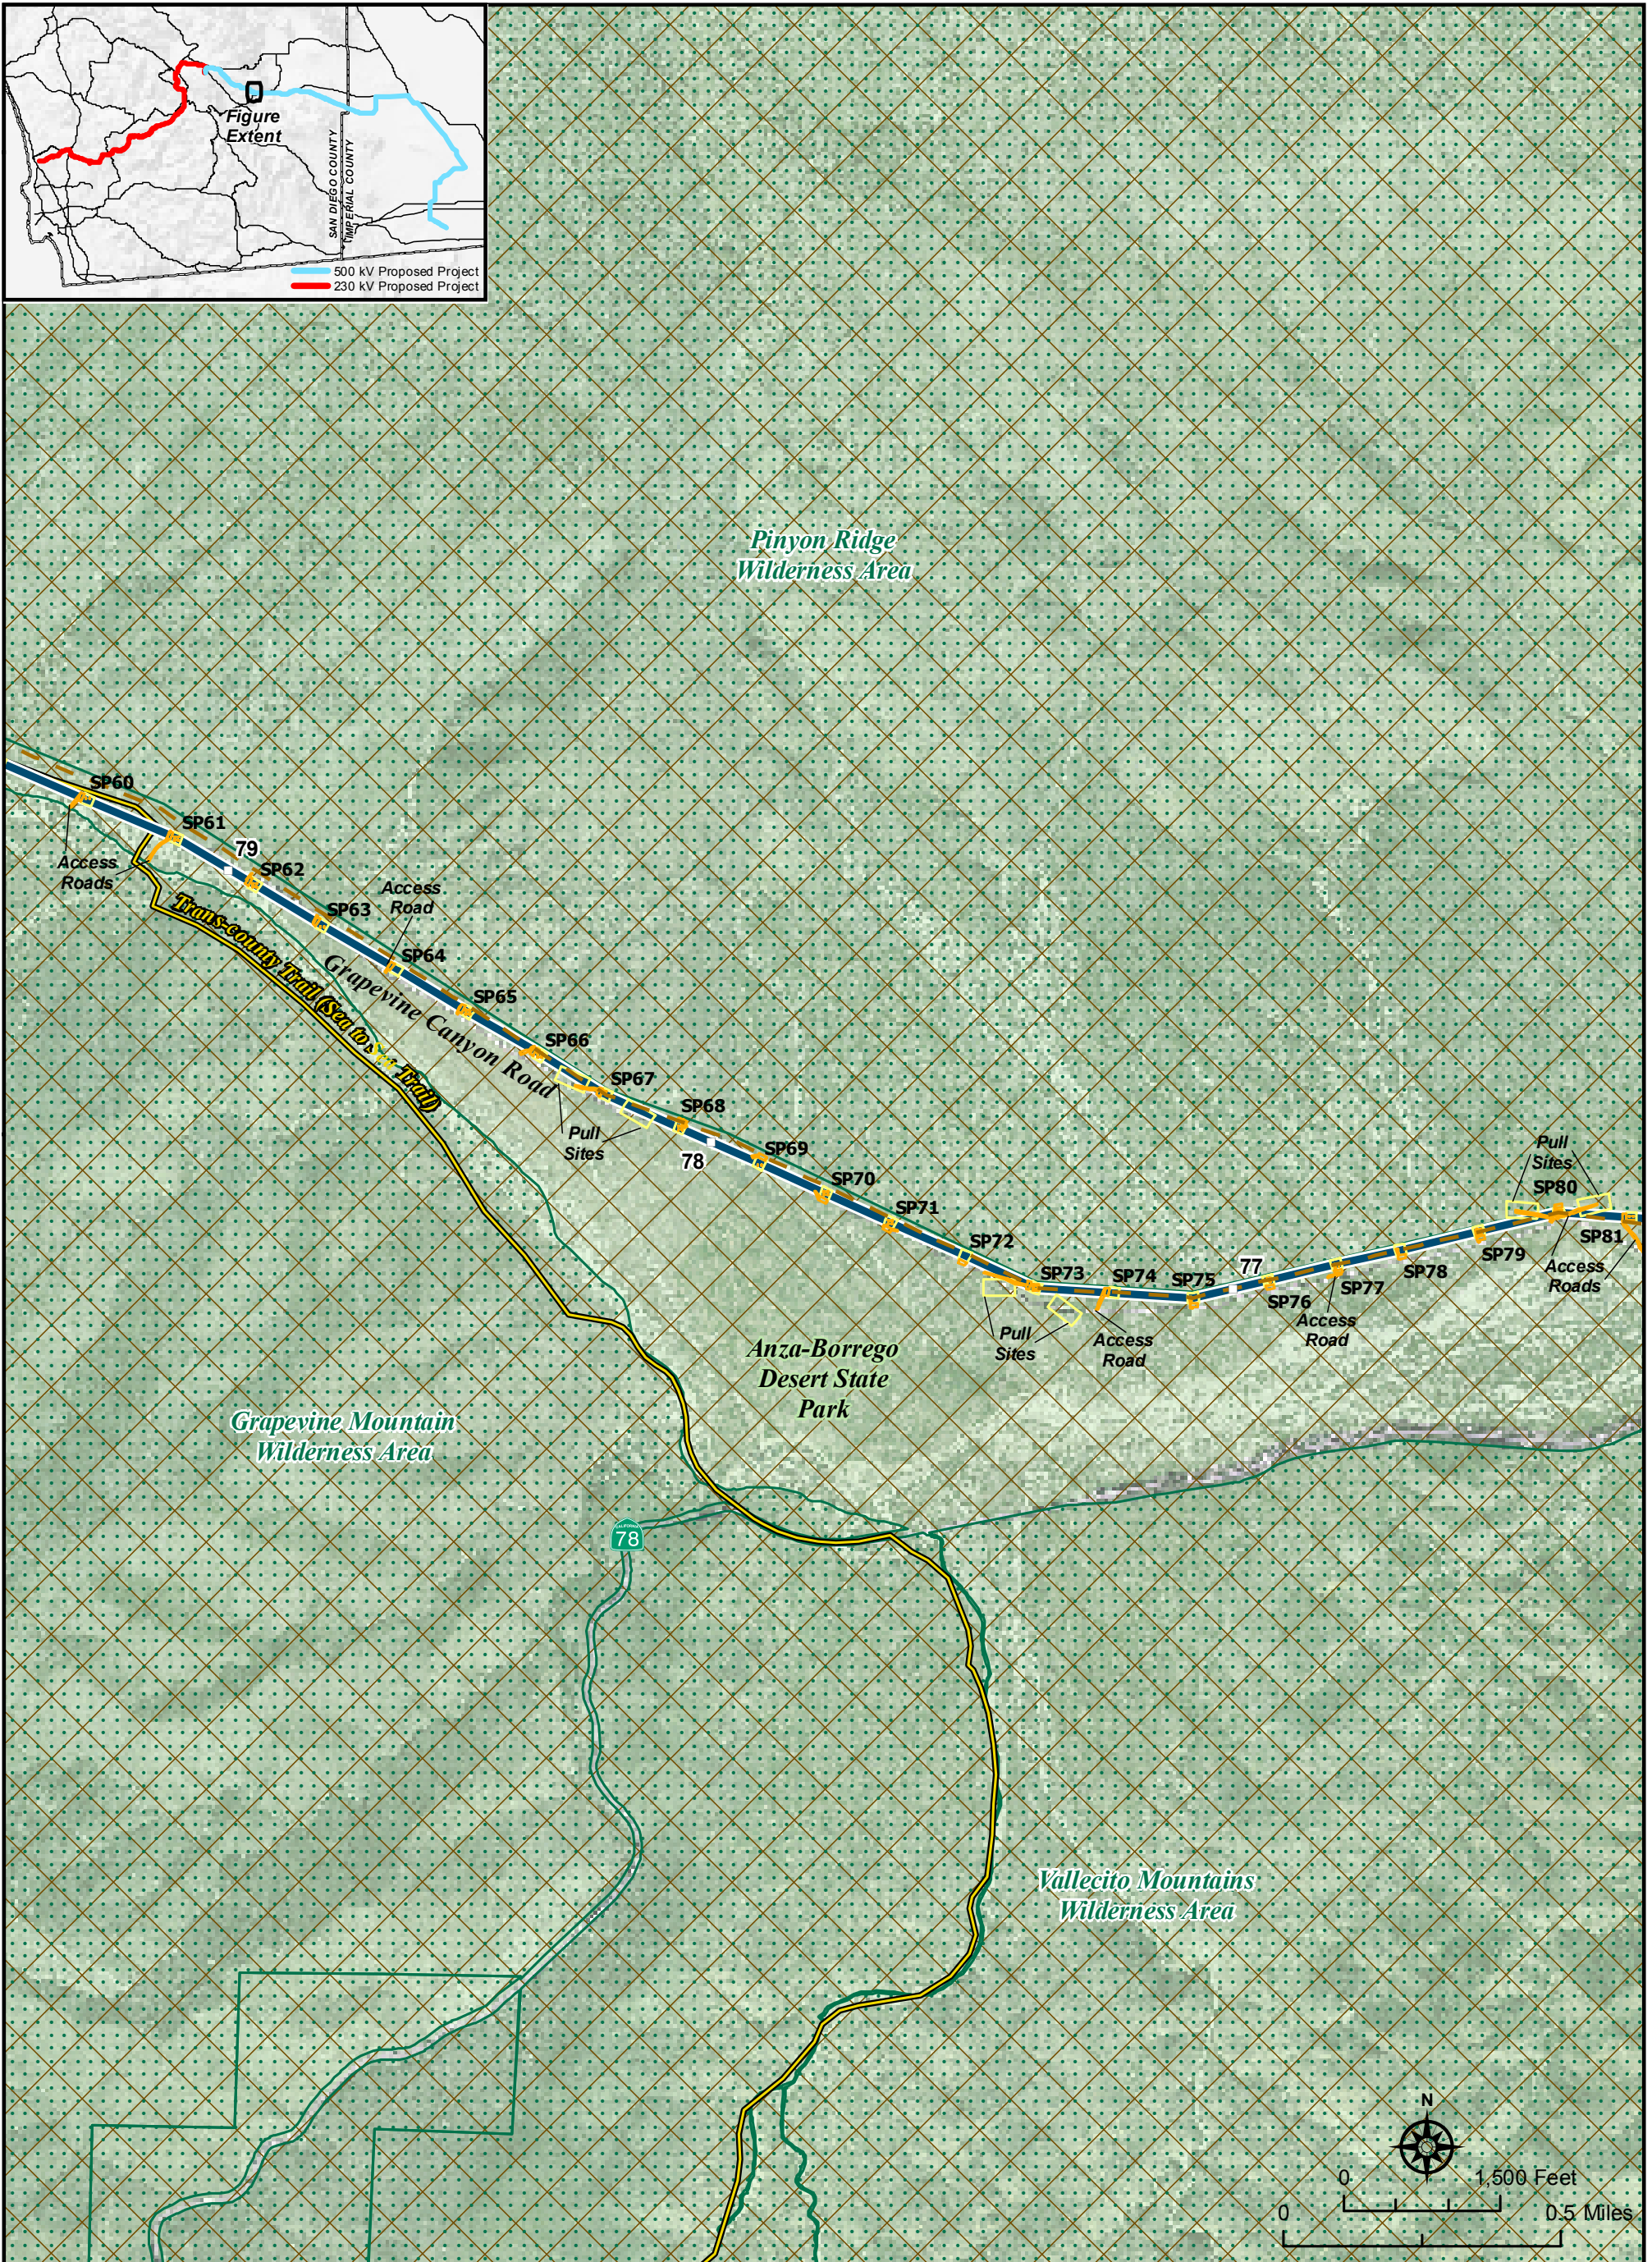 Figure
Extent
SAN DIEGO COUNTY
IMPERIAL COUNTY
500 kV Proposed Project
230 kV Proposed Project
Pinyon Ridge
Wilderness Area
SP60
SP61
79
SP62
Access
Roads
SP63
Access
Road
SP64
Trans-county Trail (Sea to Sea Trail)
Grapevine Canyon Road
SP65
SP66
SP67
SP68
Pull
Sites
78
SP69
SP70
SP71
SP72
SP73
SP74
SP75
77
SP76
SP77
SP78
SP79
Pull
Sites
SP80
SP81
Access
Roads
Access
Road
Pull
Sites
Access
Road
Anza-Borrego
Desert State
Park
Grapevine Mountain
Wilderness Area
CALIFORNIA
78
Vallecito Mountains
Wilderness Area
N
0 1,500 Feet
0 0.5 Miles